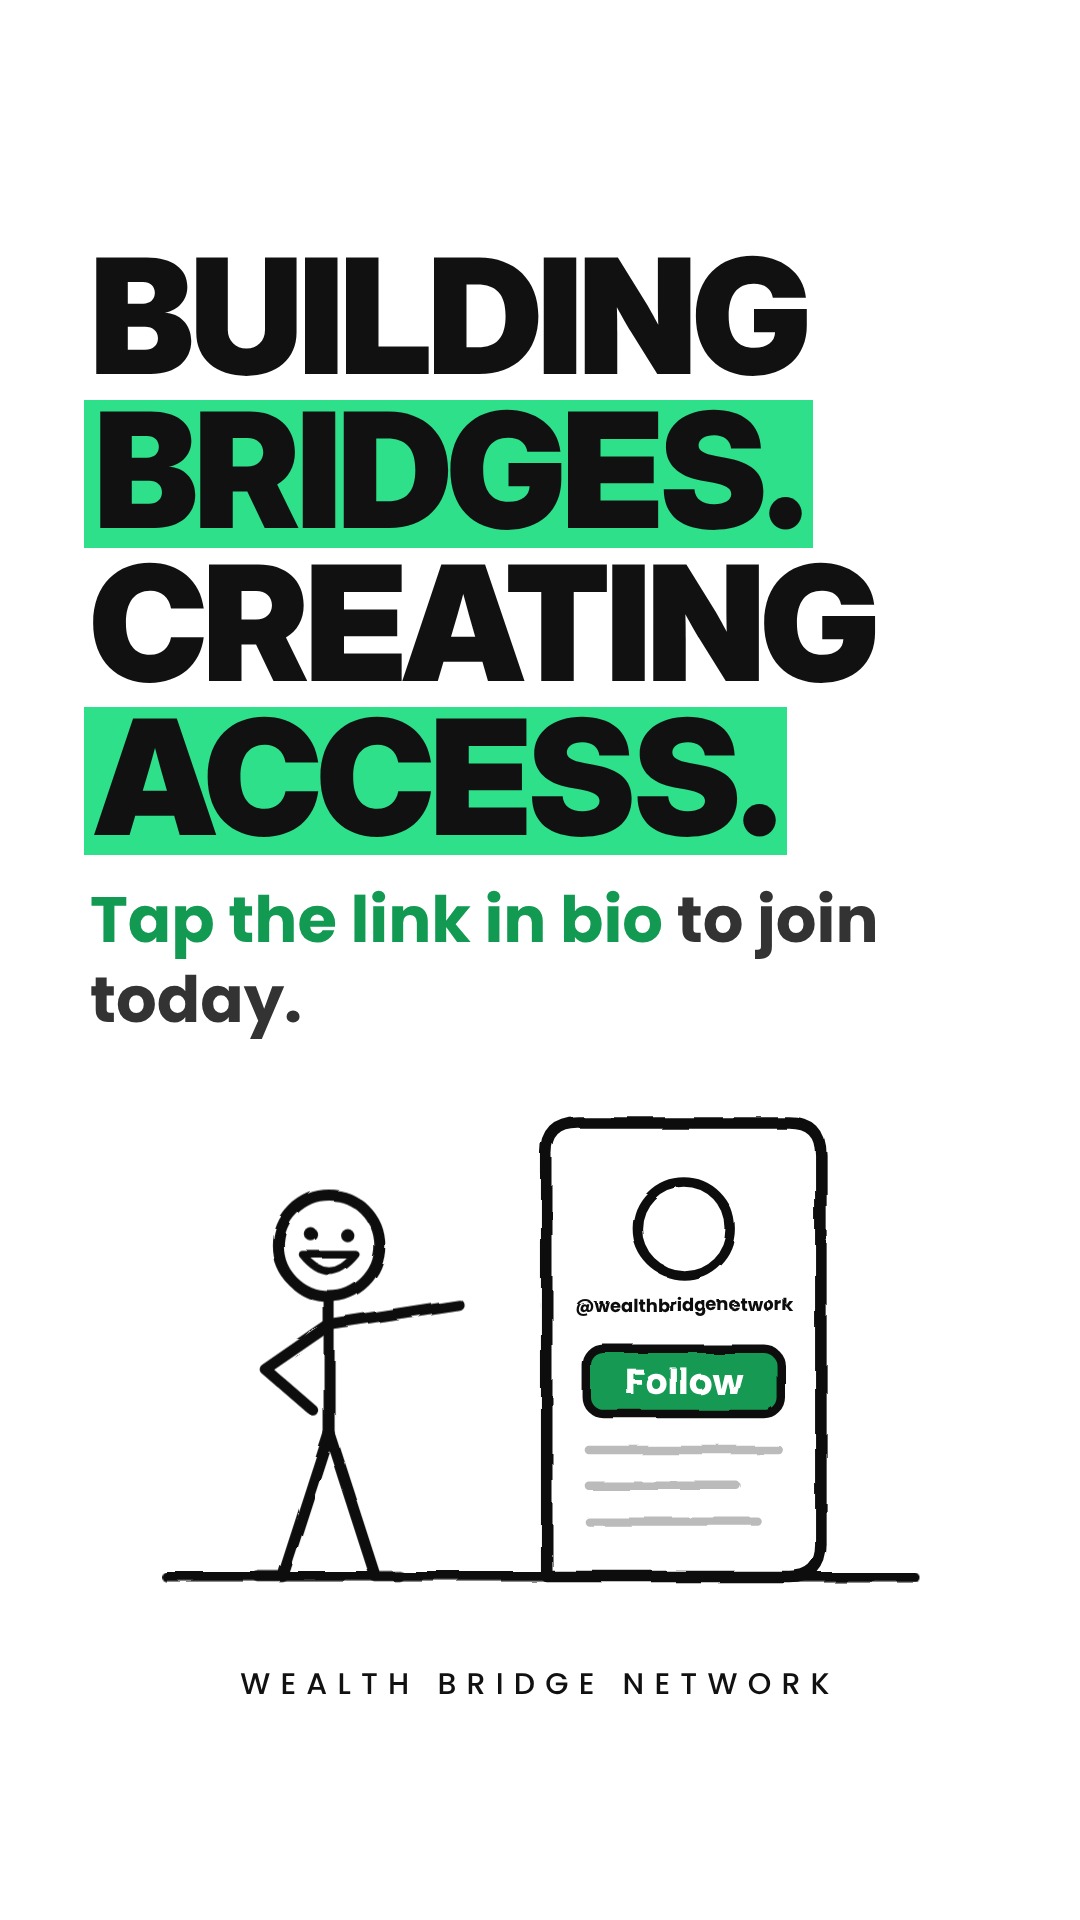 BUILDING
BRIDGES.
CREATING
ACCESS.
Tap the link in bio to join
today.
@wealthbridgenetwork
Follow
WEALTH BRIDGE NETWORK